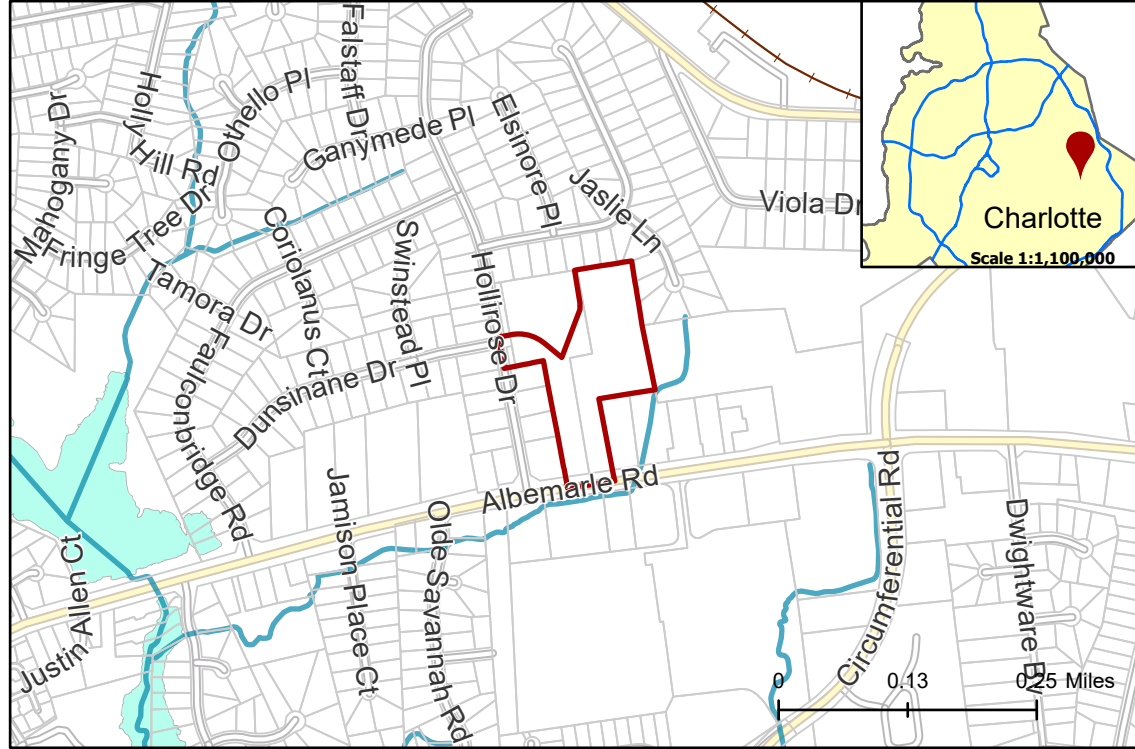 Falstaff Dr
Holly
Hill Rd
Othello Pl
Mahogany Dr
Ganymede Pl
Elsinore Pl
Jaslie Ln
Viola Dr
Charlotte
Scale 1:1,100,000
Fringe Tree Dr
Tamora Dr
Coriolanus Ct
Swinstead Pl
Hollirose Dr
Faulconbridge Rd
Dunsinane Dr
Albemarle Rd
Jamison Place Ct
Olde Savannah Rd
Circumferential Rd
Dwightware Bv
Justin Allen Ct
0 0.13 0.25 Miles